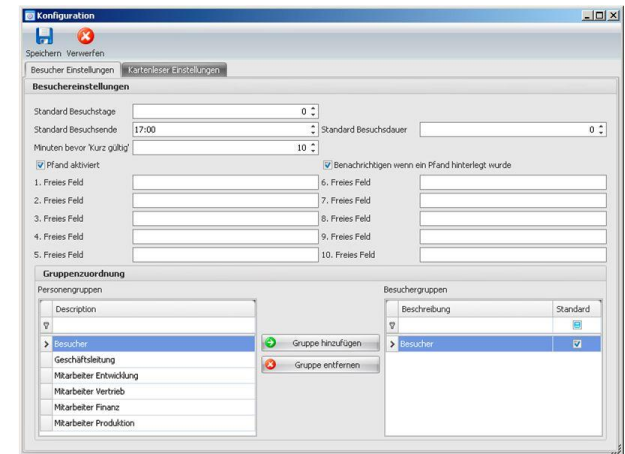 Konfiguration
Speichern Verwerfen
Besucher Einstellungen Kartenleser Einstellungen
Besuchereinstellungen
Standard Besuchstage 0
Standard Besuchsende 17:00 Standard Besuchsdauer 0
Minuten bevor 'Kurz gültig' 10
Pfand aktiviert Benachrichtigen wenn ein Pfand hinterlegt wurde
1. Freies Feld 6. Freies Feld
2. Freies Feld 7. Freies Feld
3. Freies Feld 8. Freies Feld
4. Freies Feld 9. Freies Feld
5. Freies Feld 10. Freies Feld
Gruppenzuordnung
Personengruppen Besuchergruppen
Description Beschreibung Standard
Besucher Gruppe hinzufügen Besucher
Geschäftsleitung Gruppe entfernen
Mitarbeiter Entwicklung
Mitarbeiter Vertrieb
Mitarbeiter Finanz
Mitarbeiter Produktion